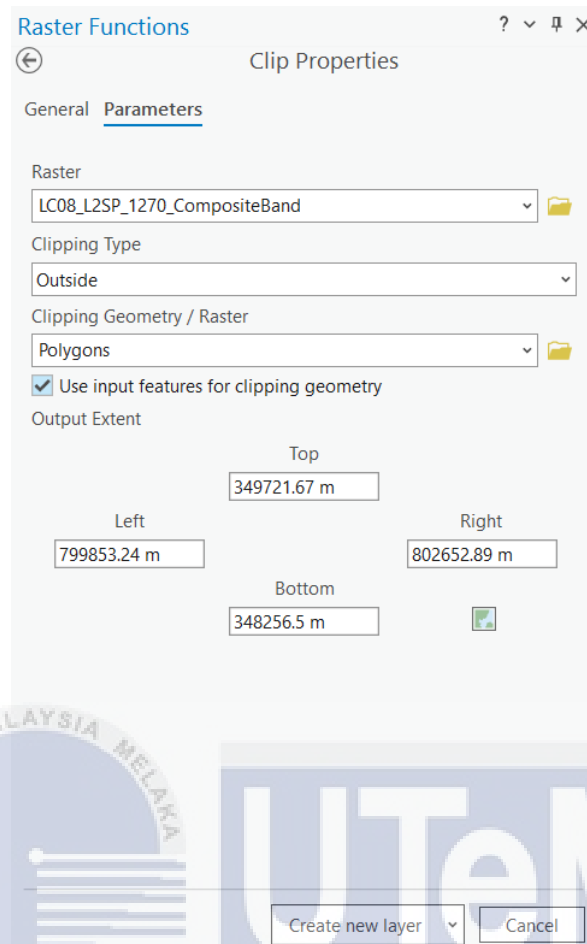 Raster Functions ?
Clip Properties
General Parameters
Raster
LC08_L2SP_1270_CompositeBand
Clipping Type
Outside
Clipping Geometry / Raster
Polygons
Use input features for clipping geometry
Output Extent
Top
349721.67 m
Left Right
799853.24 m 802652.89 m
Bottom
348256.5 m
MELAKA
UTeM
Create new layer Cancel